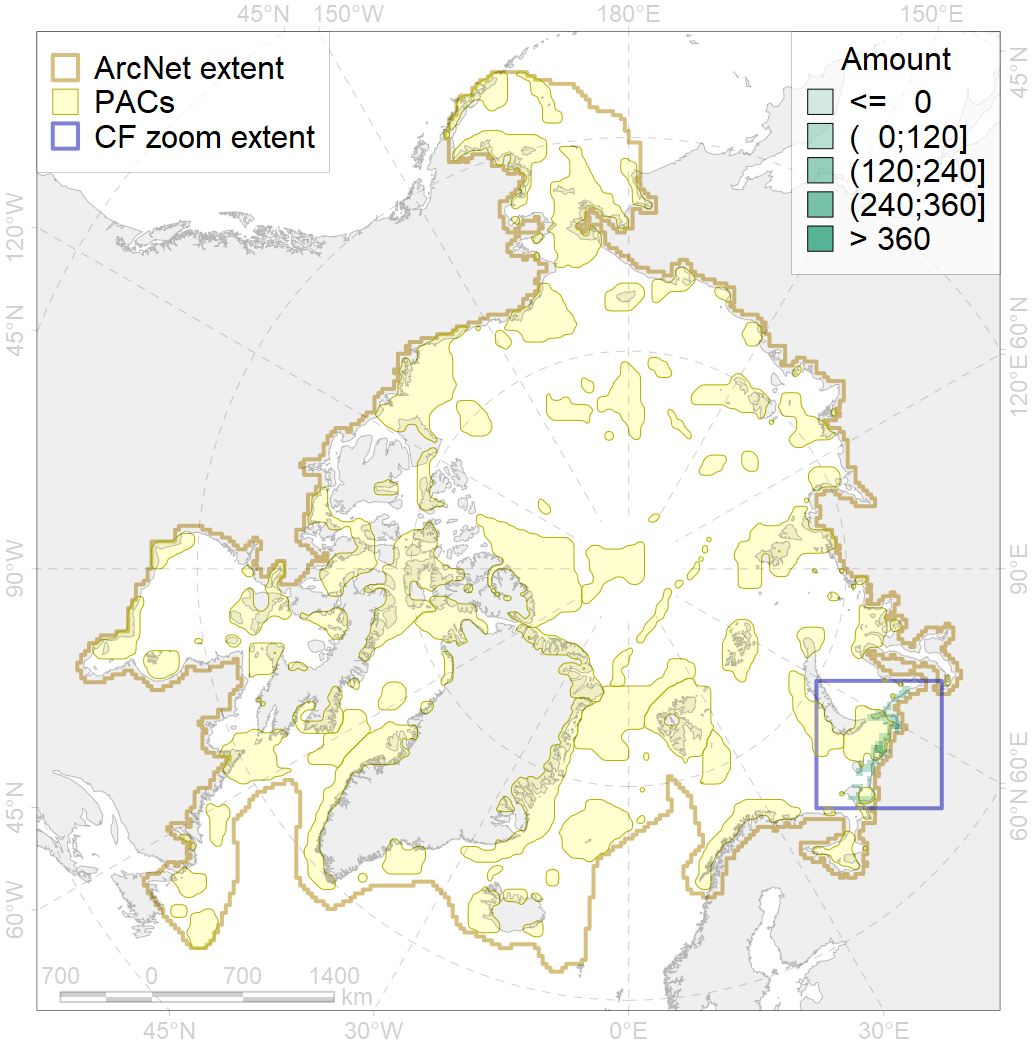 45°N 150°W 180°E 150°E
ArcNet extent
PACs
CF zoom extent
Amount
<= 0
( 0;120]
(120;240]
(240;360]
> 360
45°N
120°W
45°N
60°N
120°E
90°W
90°E
45°N
60°E
60°N
60°W
700 0 700 1400
km
45°W 30°W 0°E 30°E